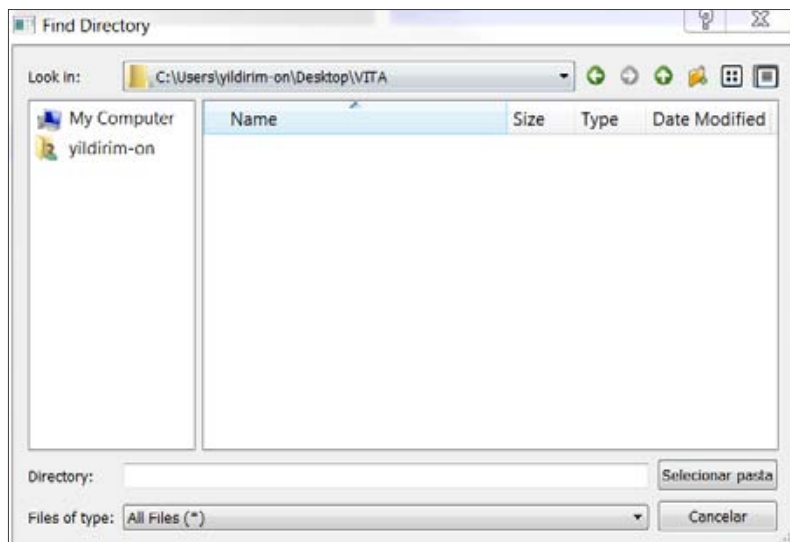 Find Directory
Look in: C:\Users\yildirim-on\Desktop\VITA
My Computer
yildirim-on
Name Size Type Date Modified
Directory: Selecionar pasta
Files of type: All Files (*) Cancelar